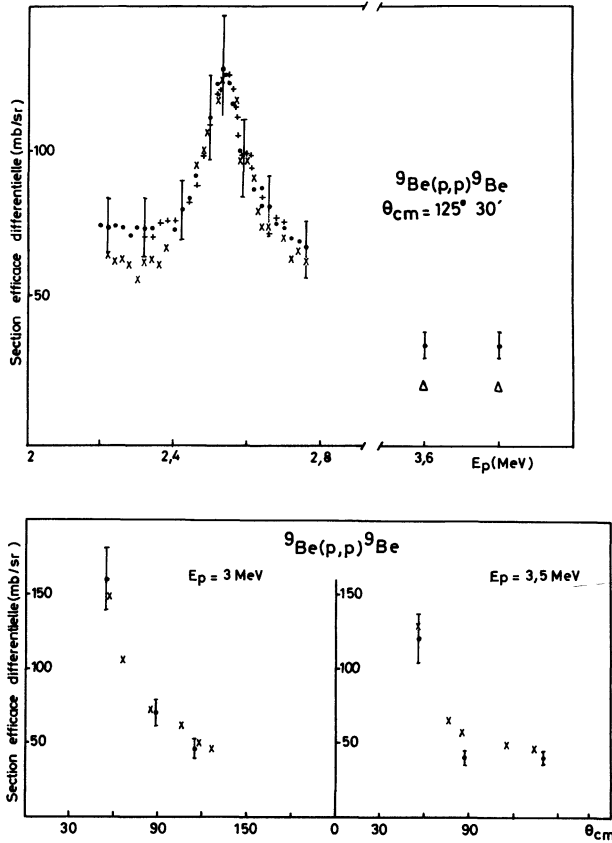 Section efficace differentielle (mb/sr)
100
50
⁹Be(p,p)⁹Be
θcm = 125° 30′
2
2,4
2,8
3,6
Ep(MeV)
Section efficace differentielle (mb/sr)
⁹Be(p,p)⁹Be
Ep = 3 MeV
Ep = 3,5 MeV
150
100
50
150
100
50
30
90
150
0
30
90
θcm